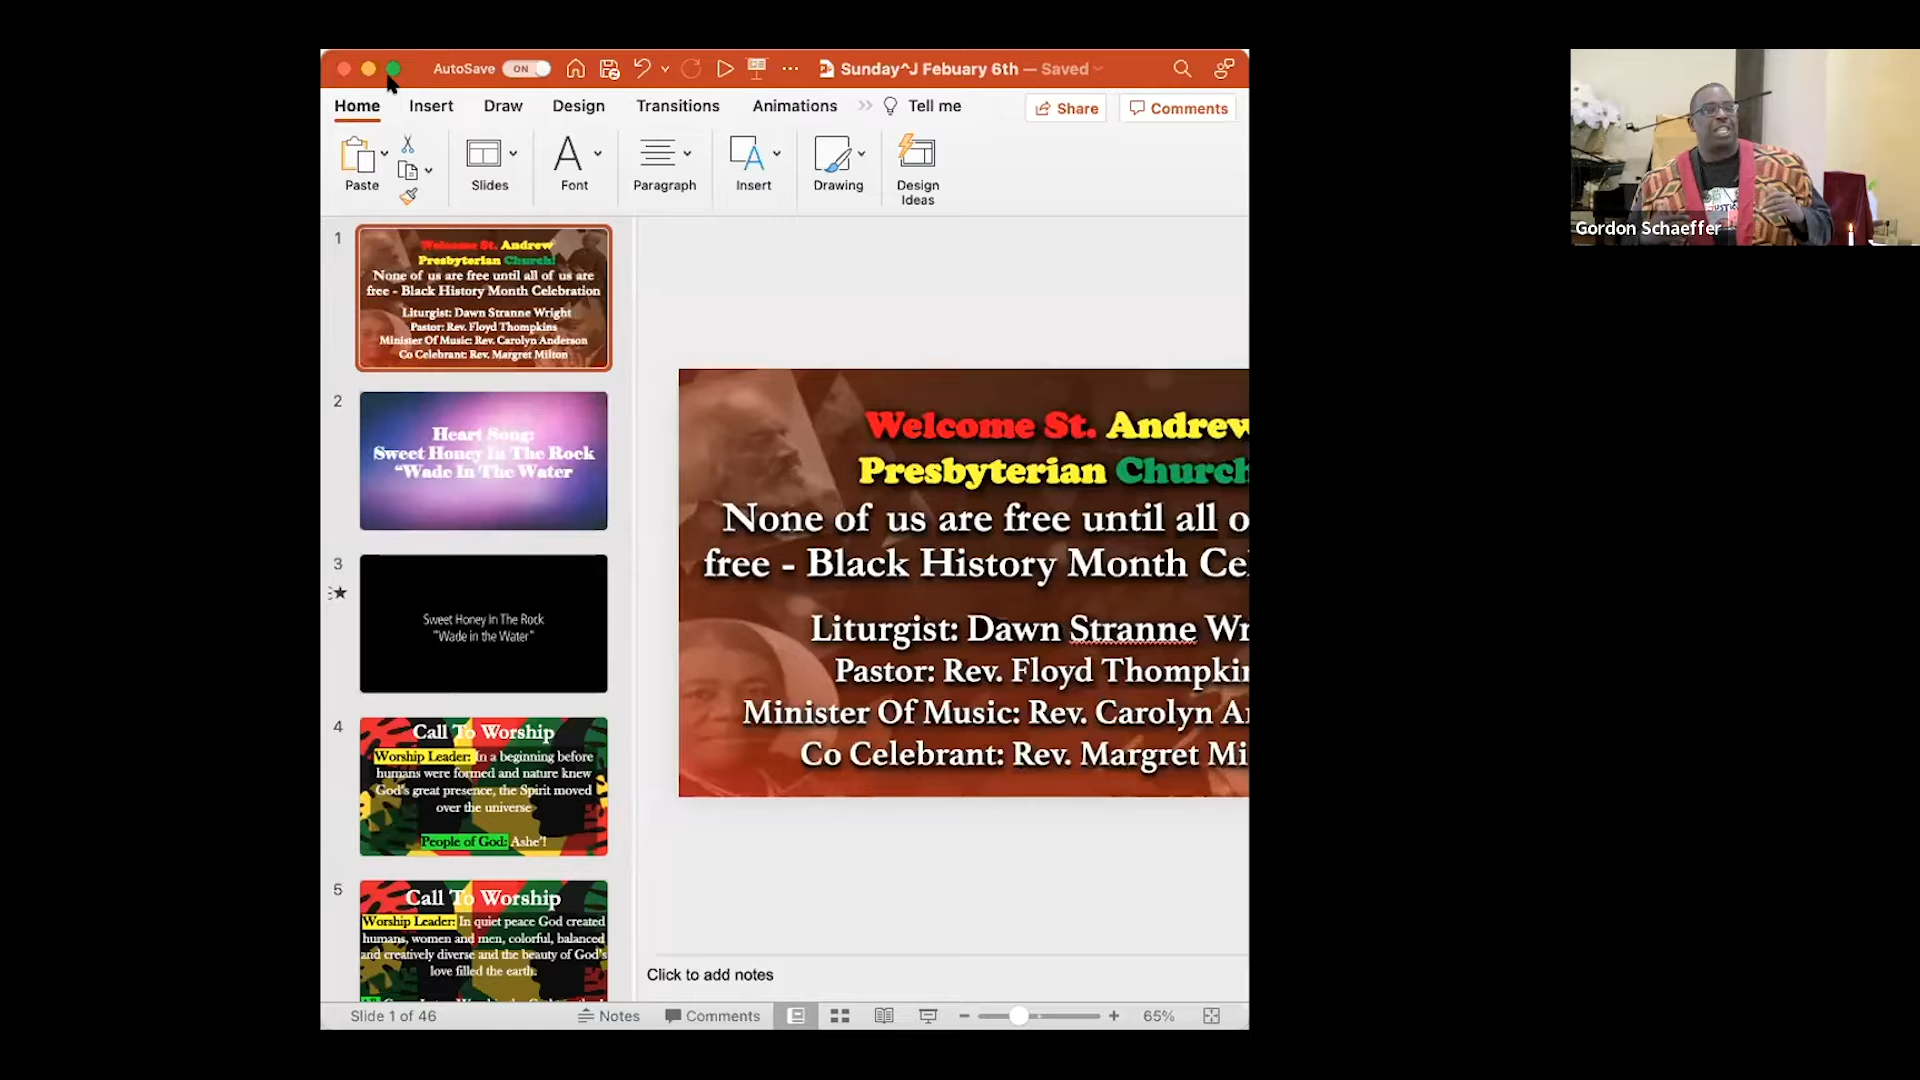 AutoSave ON Sunday^J Febuary 6th — Saved
Home Insert Draw Design Transitions Animations Tell me Share Comments
Paste Slides Font Paragraph Insert Drawing Design
Ideas
1
Welcome St. Andrew
Presbyterian Church!
None of us are free until all of us are
free - Black History Month Celebration
Liturgist: Dawn Stranne Wright
Pastor: Rev. Floyd Thompkins
Minister Of Music: Rev. Carolyn Anderson
Co Celebrant: Rev. Margret Milton
2
Heart Song:
Sweet Honey In The Rock
“Wade In The Water
3
Sweet Honey In The Rock
"Wade in the Water"
4
Call To Worship
Worship Leader: In a beginning before
humans were formed and nature knew
God's great presence, the Spirit moved
over the universe
People of God: Ashe'!
5
Call To Worship
Worship Leader: In quiet peace God created
humans, women and men, colorful, balanced
and creatively diverse and the beauty of God's
love filled the earth.
Welcome St. Andrew
Presbyterian Church
None of us are free until all o
free - Black History Month Cel
Liturgist: Dawn Stranne Wr
Pastor: Rev. Floyd Thompkin
Minister Of Music: Rev. Carolyn An
Co Celebrant: Rev. Margret Mi
Click to add notes
Slide 1 of 46 Notes Comments 65%
Gordon Schaeffer